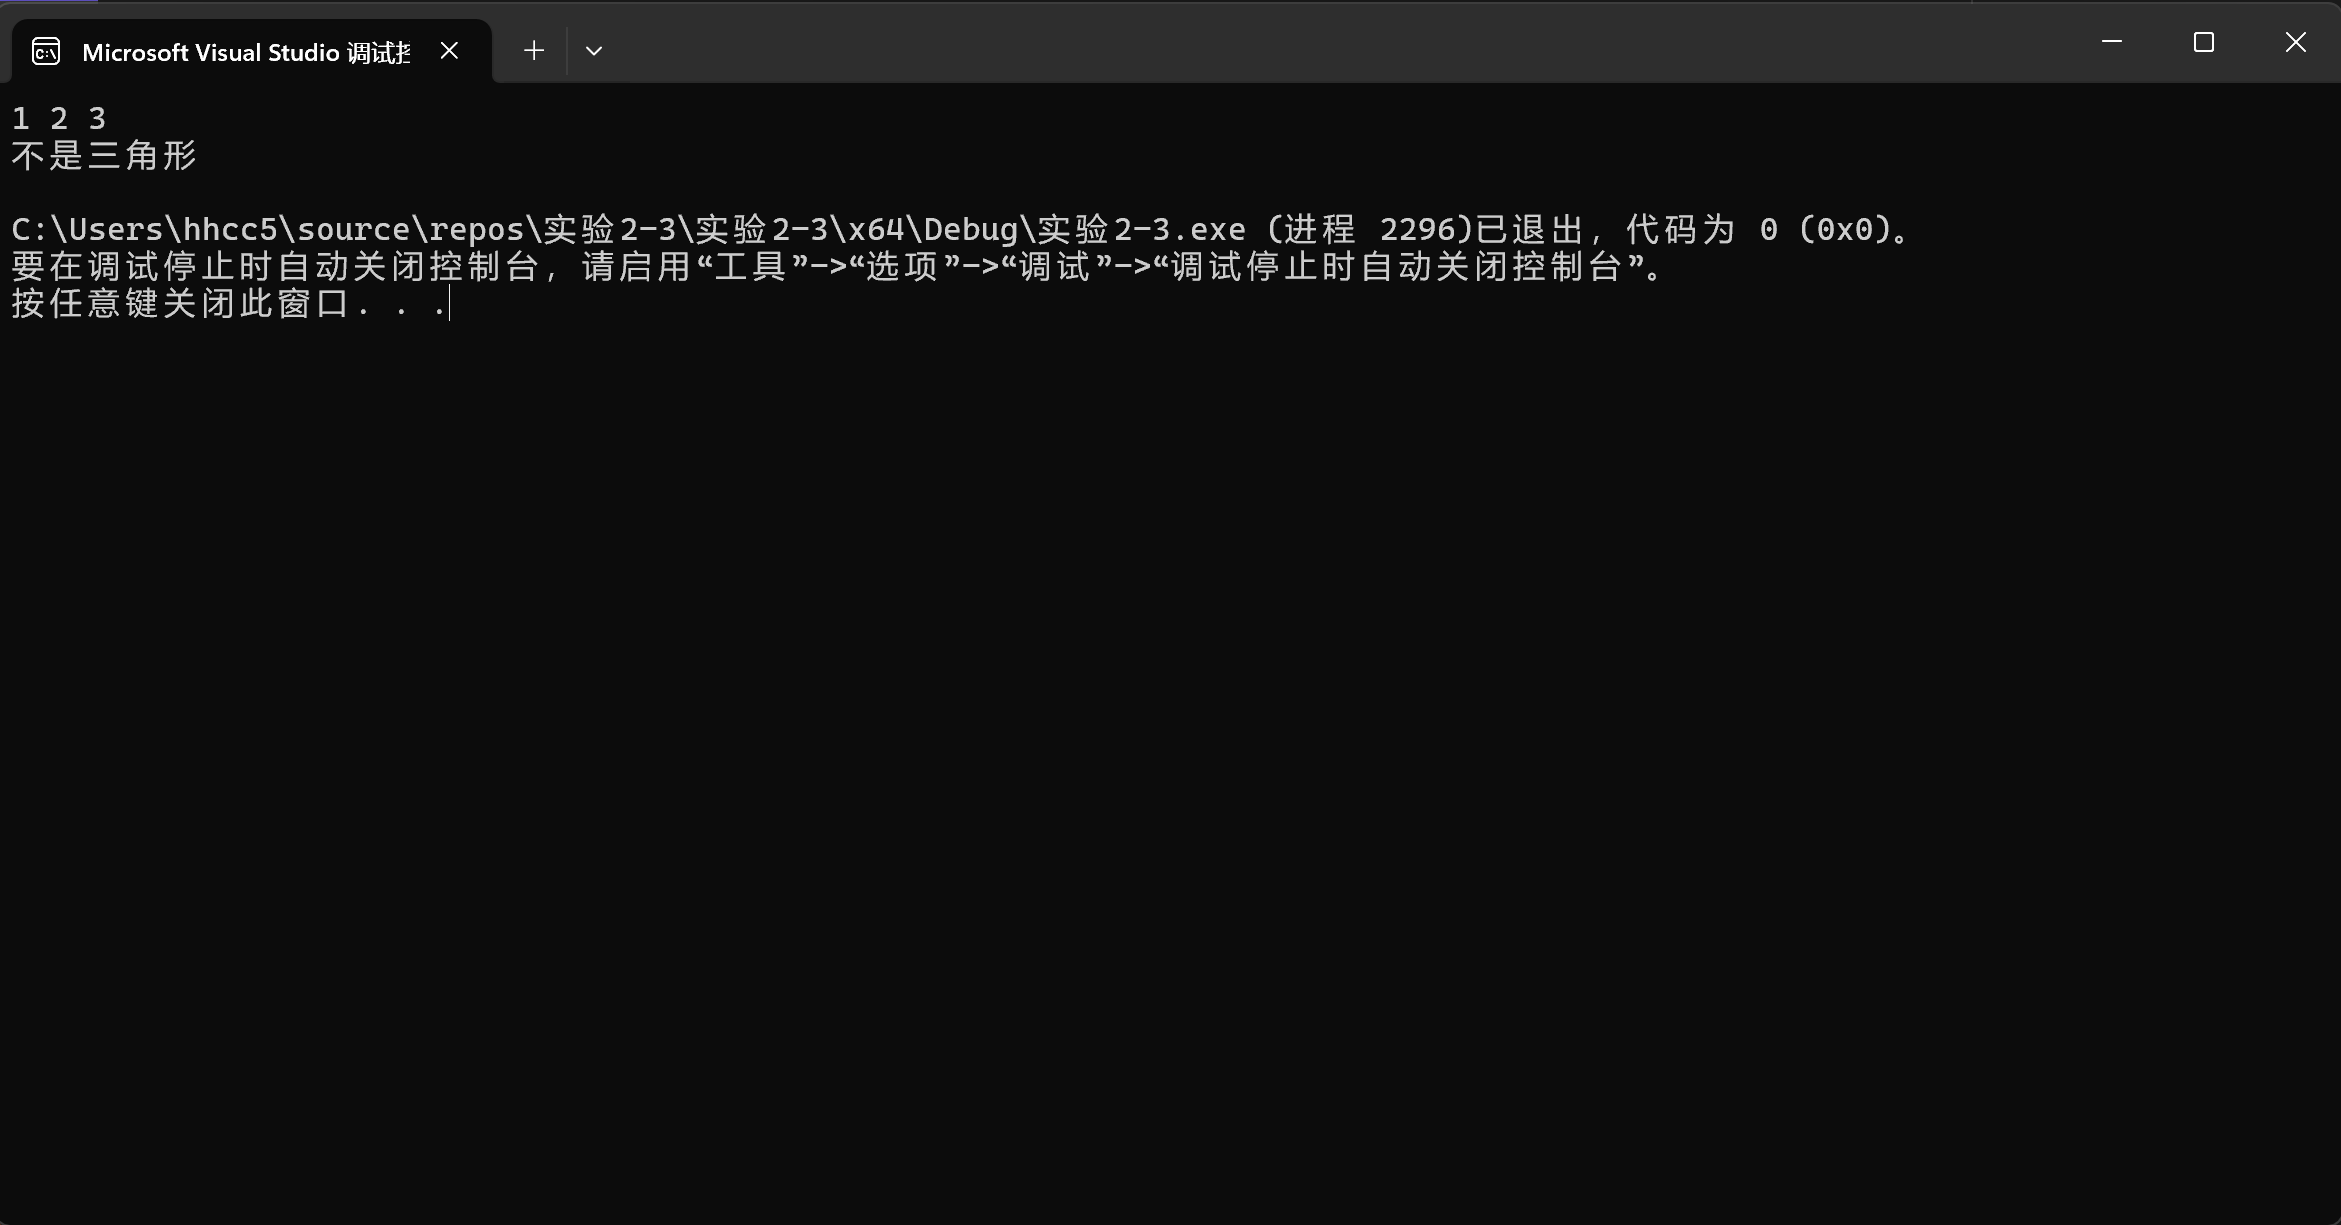 Microsoft Visual Studio 调试控
1 2 3
不是三角形
C:\Users\hhcc5\source\repos\实验2-3\实验2-3\x64\Debug\实验2-3.exe (进程 2296)已退出，代码为 0 (0x0)。
要在调试停止时自动关闭控制台，请启用“工具”->“选项”->“调试”->“调试停止时自动关闭控制台”。
按任意键关闭此窗口. . .